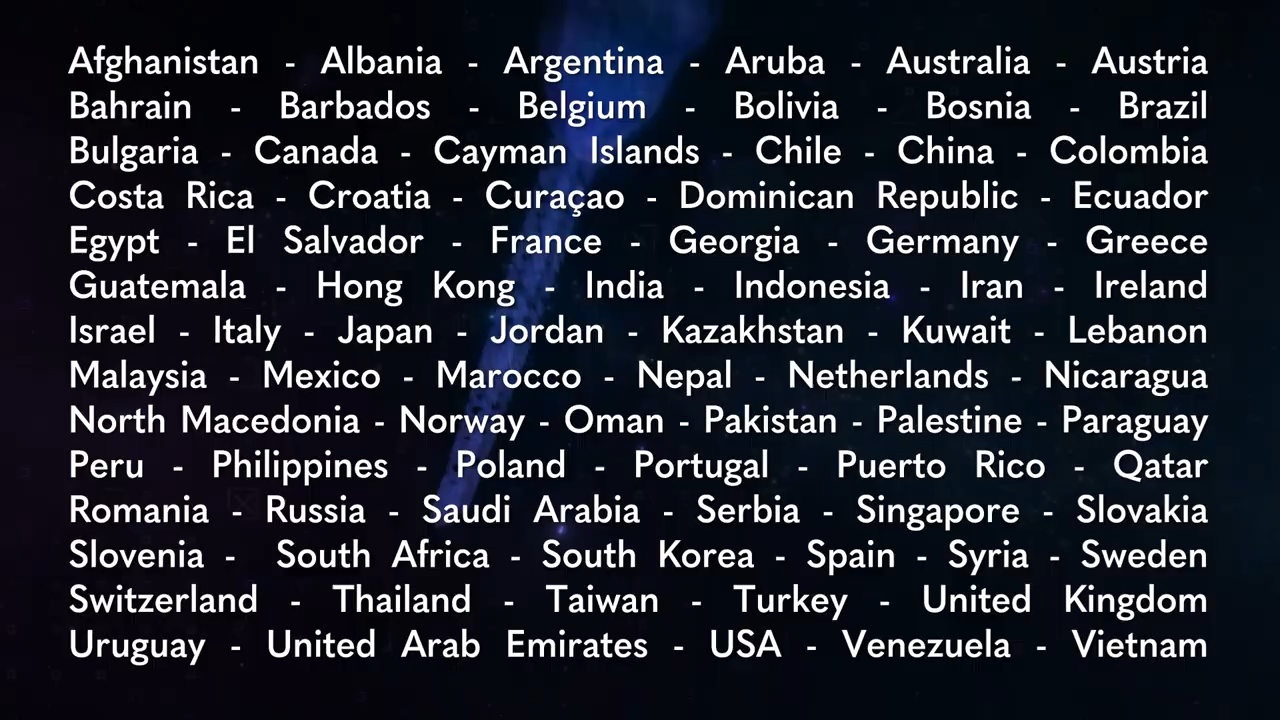 Afghanistan - Albania - Argentina - Aruba - Australia - Austria
Bahrain - Barbados - Belgium - Bolivia - Bosnia - Brazil
Bulgaria - Canada - Cayman Islands - Chile - China - Colombia
Costa Rica - Croatia - Curaçao - Dominican Republic - Ecuador
Egypt - El Salvador - France - Georgia - Germany - Greece
Guatemala - Hong Kong - India - Indonesia - Iran - Ireland
Israel - Italy - Japan - Jordan - Kazakhstan - Kuwait - Lebanon
Malaysia - Mexico - Marocco - Nepal - Netherlands - Nicaragua
North Macedonia - Norway - Oman - Pakistan - Palestine - Paraguay
Peru - Philippines - Poland - Portugal - Puerto Rico - Qatar
Romania - Russia - Saudi Arabia - Serbia - Singapore - Slovakia
Slovenia - South Africa - South Korea - Spain - Syria - Sweden
Switzerland - Thailand - Taiwan - Turkey - United Kingdom
Uruguay - United Arab Emirates - USA - Venezuela - Vietnam